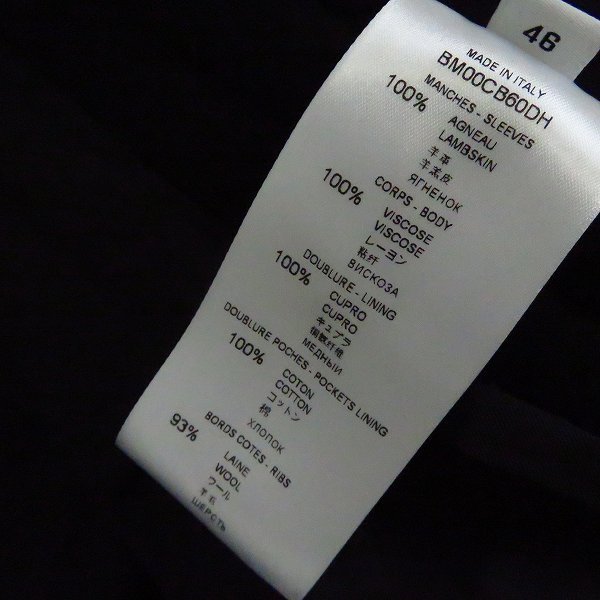 46
MADE IN ITALY
BM00CB60DH
MANCHES - SLEEVES
100%
AGNEAU
LAMBSKIN
羊革
羊羔皮
ЯГНЕНОК
CORPS - BODY
100%
VISCOSE
VISCOSE
レーヨン
粘纤
ВИСКОЗА
DOUBLURE - LINING
100%
CUPRO
CUPRO
キュプラ
铜氨纤维
МЕДНЫЙ
DOUBLURE POCHES - POCKETS LINING
100%
COTON
COTTON
コットン
棉
ХЛОПОК
BORDS COTES - RIBS
93%
LAINE
WOOL
ウール
羊毛
ШЕРСТЬ